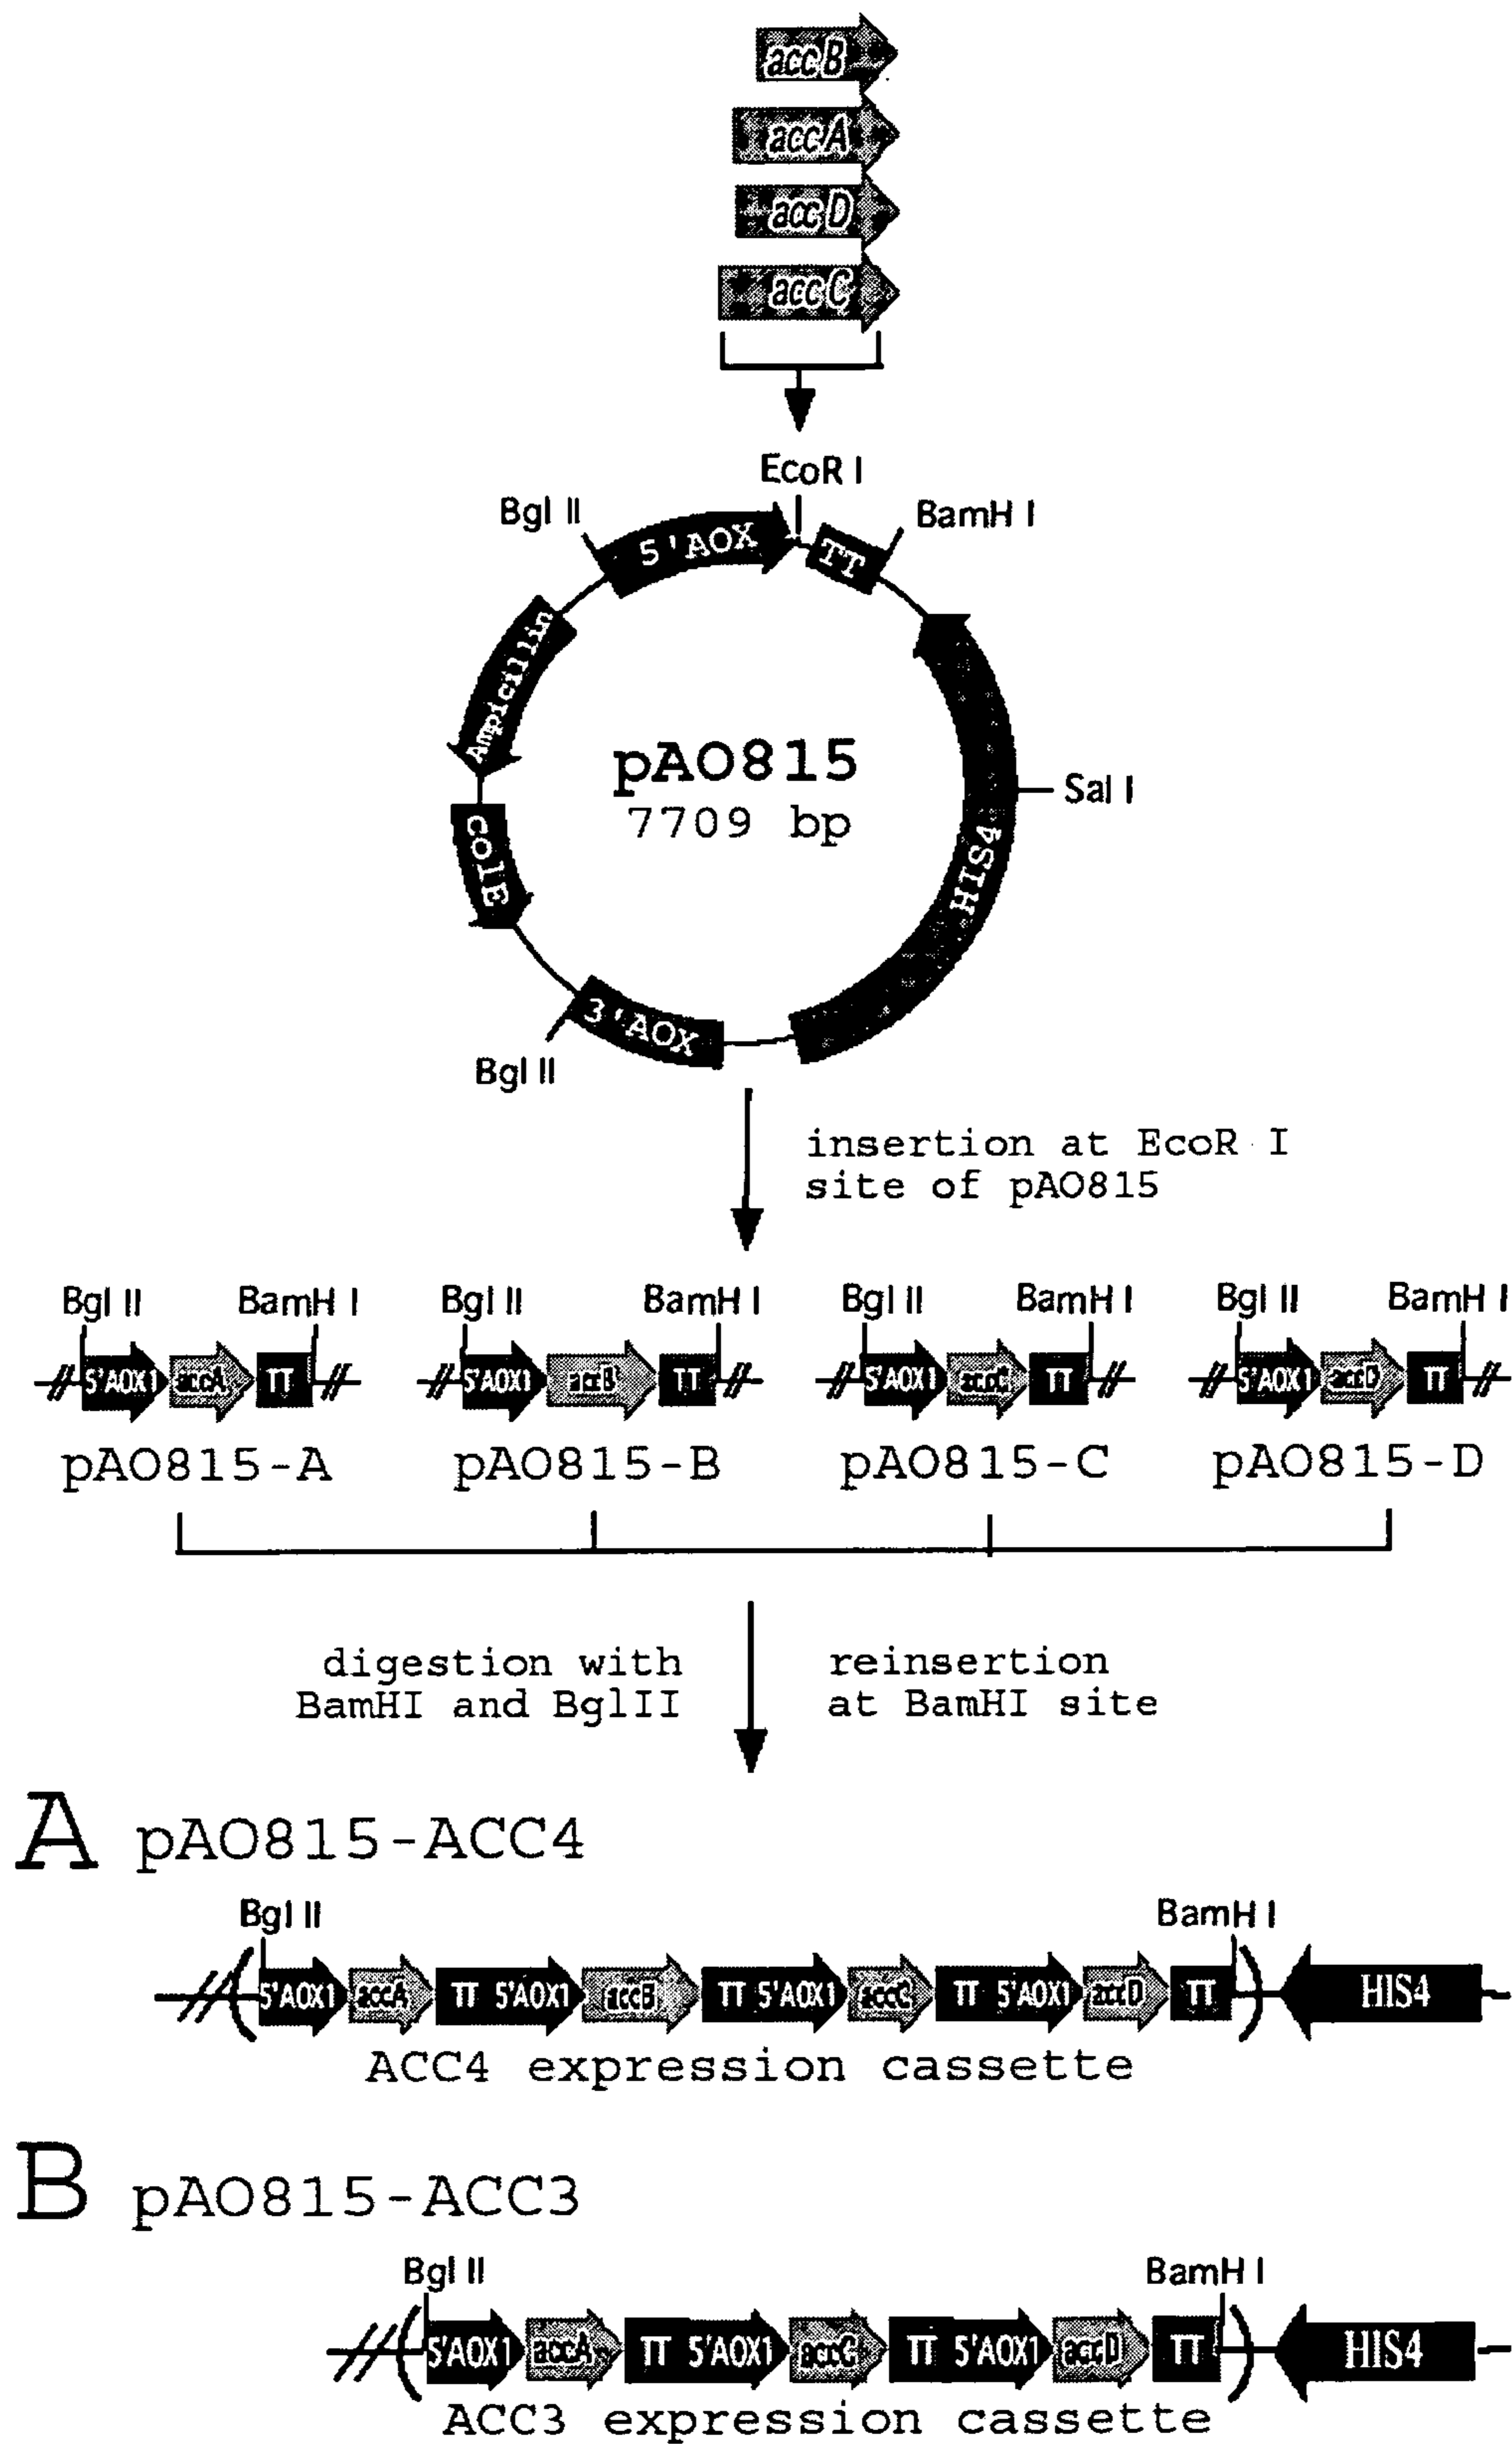 accB
accA
accD
accC
EcoR I
Bgl II
BamH I
5'AOX
TT
Ampicillin
pAO815
7709 bp
Sal I
colE
HIS4
3'AOX
Bgl II
insertion at EcoR I
site of pAO815
Bgl II BamH I Bgl II BamH I Bgl II BamH I Bgl II BamH I
5'AOX1 accA TT 5'AOX1 accB TT 5'AOX1 accC TT 5'AOX1 accD TT
pAO815-A pAO815-B pAO815-C pAO815-D
digestion with
BamHI and BglII
reinsertion
at BamHI site
A pAO815-ACC4
Bgl II BamH I
5'AOX1 accA TT 5'AOX1 accB TT 5'AOX1 accC TT 5'AOX1 accD TT HIS4
ACC4 expression cassette
B pAO815-ACC3
Bgl II BamH I
5'AOX1 accA TT 5'AOX1 accC TT 5'AOX1 accD TT HIS4
ACC3 expression cassette